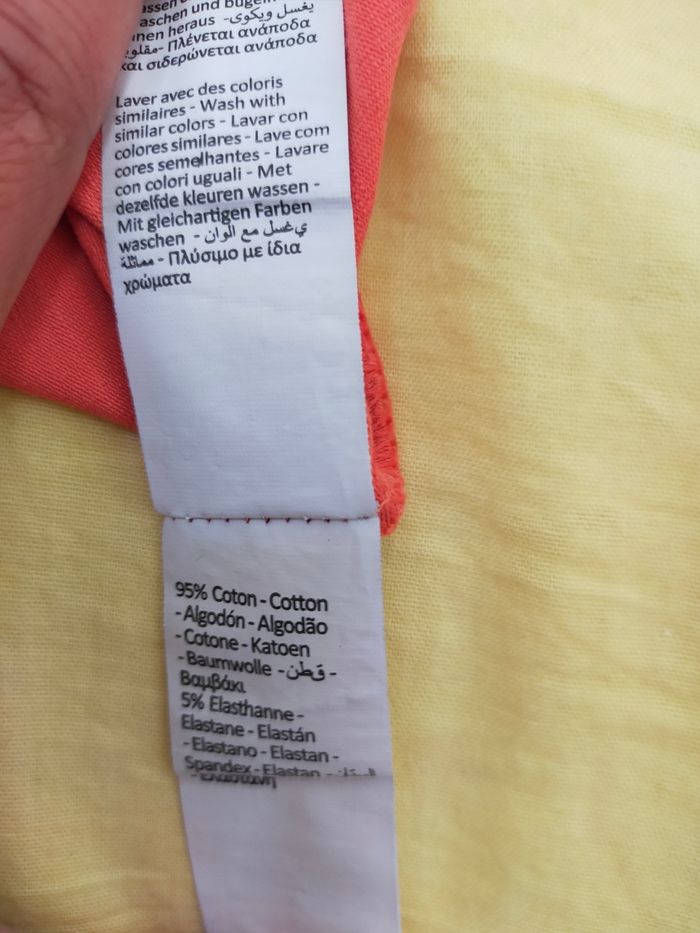 aschen und bügeln
nnen heraus - يغسل ويكوى
- Πλένεται ανάποδα
και σιδερώνεται ανάποδα
Laver avec des coloris
similaires - Wash with
similar colors - Lavar con
colores similares - Lave com
cores semelhantes - Lavare
con colori uguali - Met
dezelfde kleuren wassen -
Mit gleichartigen Farben
waschen - يغسل مع الوان
مماثلة - Πλύσιμο με ίδια
χρώματα
95% Coton - Cotton
- Algodón - Algodão
- Cotone - Katoen
- Baumwolle - قطن -
Βαμβάκι
5% Elasthanne -
Elastane - Elastán
- Elastano - Elastan -
Spandex - Elastan -